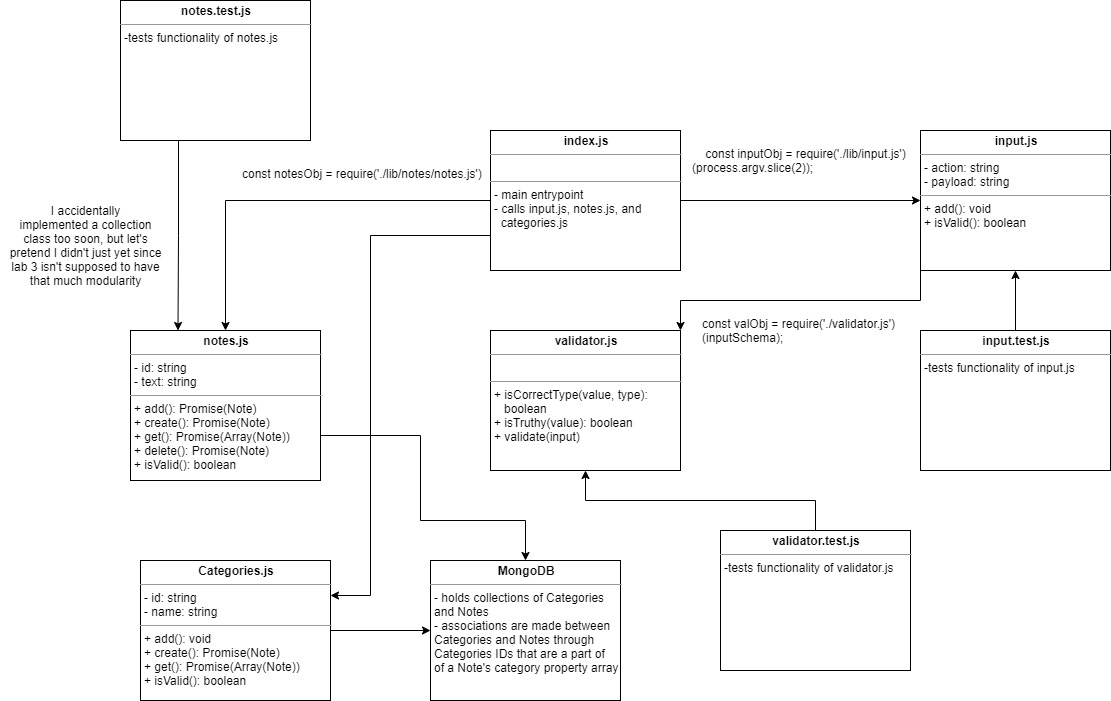 notes.test.js
-tests functionality of notes.js
index.js
- main entrypoint
- calls input.js, notes.js, and
categories.js
const inputObj = require('./lib/input.js')
(process.argv.slice(2));
input.js
- action: string
- payload: string
+ add(): void
+ isValid(): boolean
const notesObj = require('./lib/notes/notes.js')
I accidentally
implemented a collection
class too soon, but let's
pretend I didn't just yet since
lab 3 isn't supposed to have
that much modularity
notes.js
- id: string
- text: string
+ add(): Promise(Note)
+ create(): Promise(Note)
+ get(): Promise(Array(Note))
+ delete(): Promise(Note)
+ isValid(): boolean
validator.js
+ isCorrectType(value, type):
boolean
+ isTruthy(value): boolean
+ validate(input)
const valObj = require('./validator.js')
(inputSchema);
input.test.js
-tests functionality of input.js
Categories.js
- id: string
- name: string
+ add(): void
+ create(): Promise(Note)
+ get(): Promise(Array(Note))
+ isValid(): boolean
MongoDB
- holds collections of Categories
and Notes
- associations are made between
Categories and Notes through
Categories IDs that are a part of
of a Note's category property array
validator.test.js
-tests functionality of validator.js